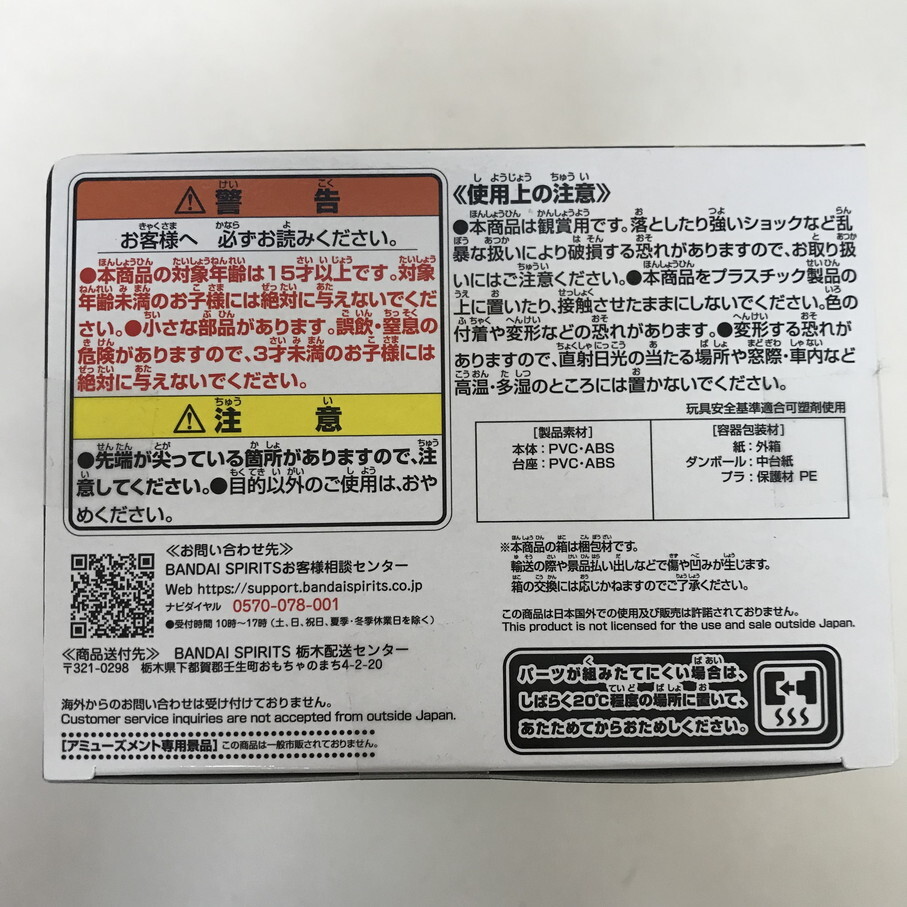 ⚠警告
お客様へ 必ずお読みください。
●本商品の対象年齢は15才以上です。対象
年齢未満のお子様には絶対に与えないでくだ
さい。●小さな部品があります。誤飲・窒息の
危険がありますので、3才未満のお子様には
絶対に与えないでください。
⚠注意
●先端が尖っている箇所がありますので、注
意してください。●目的以外のご使用は、おや
めください。
≪お問い合わせ先≫
BANDAI SPIRITSお客様相談センター
Web https://support.bandaispirits.co.jp
ナビダイヤル 0570-078-001
●受付時間 10時〜17時(土、日、祝日、夏季・冬季休業日を除く)
≪商品送付先≫ BANDAI SPIRITS 栃木配送センター
〒321-0298 栃木県下都賀郡壬生町おもちゃのまち4-2-20
海外からのお問い合わせは受け付けておりません。
Customer service inquiries are not accepted from outside Japan.
[アミューズメント専用景品] この商品は一般市販されておりません。
≪使用上の注意≫
●本商品は観賞用です。落としたり強いショックなど乱
暴な扱いにより破損する恐れがありますので、お取り扱
いにはご注意ください。●本商品をプラスチック製品の
上に置いたり、接触させたままにしないでください。色の
付着や変形などの恐れがあります。●変形する恐れが
ありますので、直射日光の当たる場所や窓際・車内など
高温・多湿のところには置かないでください。
玩具安全基準適合可塑剤使用
[製品素材]
本体:PVC・ABS
台座:PVC・ABS
[容器包装材]
紙:外箱
ダンボール:中台紙
プラ:保護材 PE
※本商品の箱は梱包材です。
輸送の際や景品払い出しなどで傷や凹みが生じます。
箱の交換には応じかねますのでご了承ください。
この商品は日本国外での使用及び販売は許諾されておりません。
This product is not licensed for the use and sale outside Japan.
パーツが組みたてにくい場合は、
しばらく20℃程度の場所に置いて、
あたためてからおためしください。